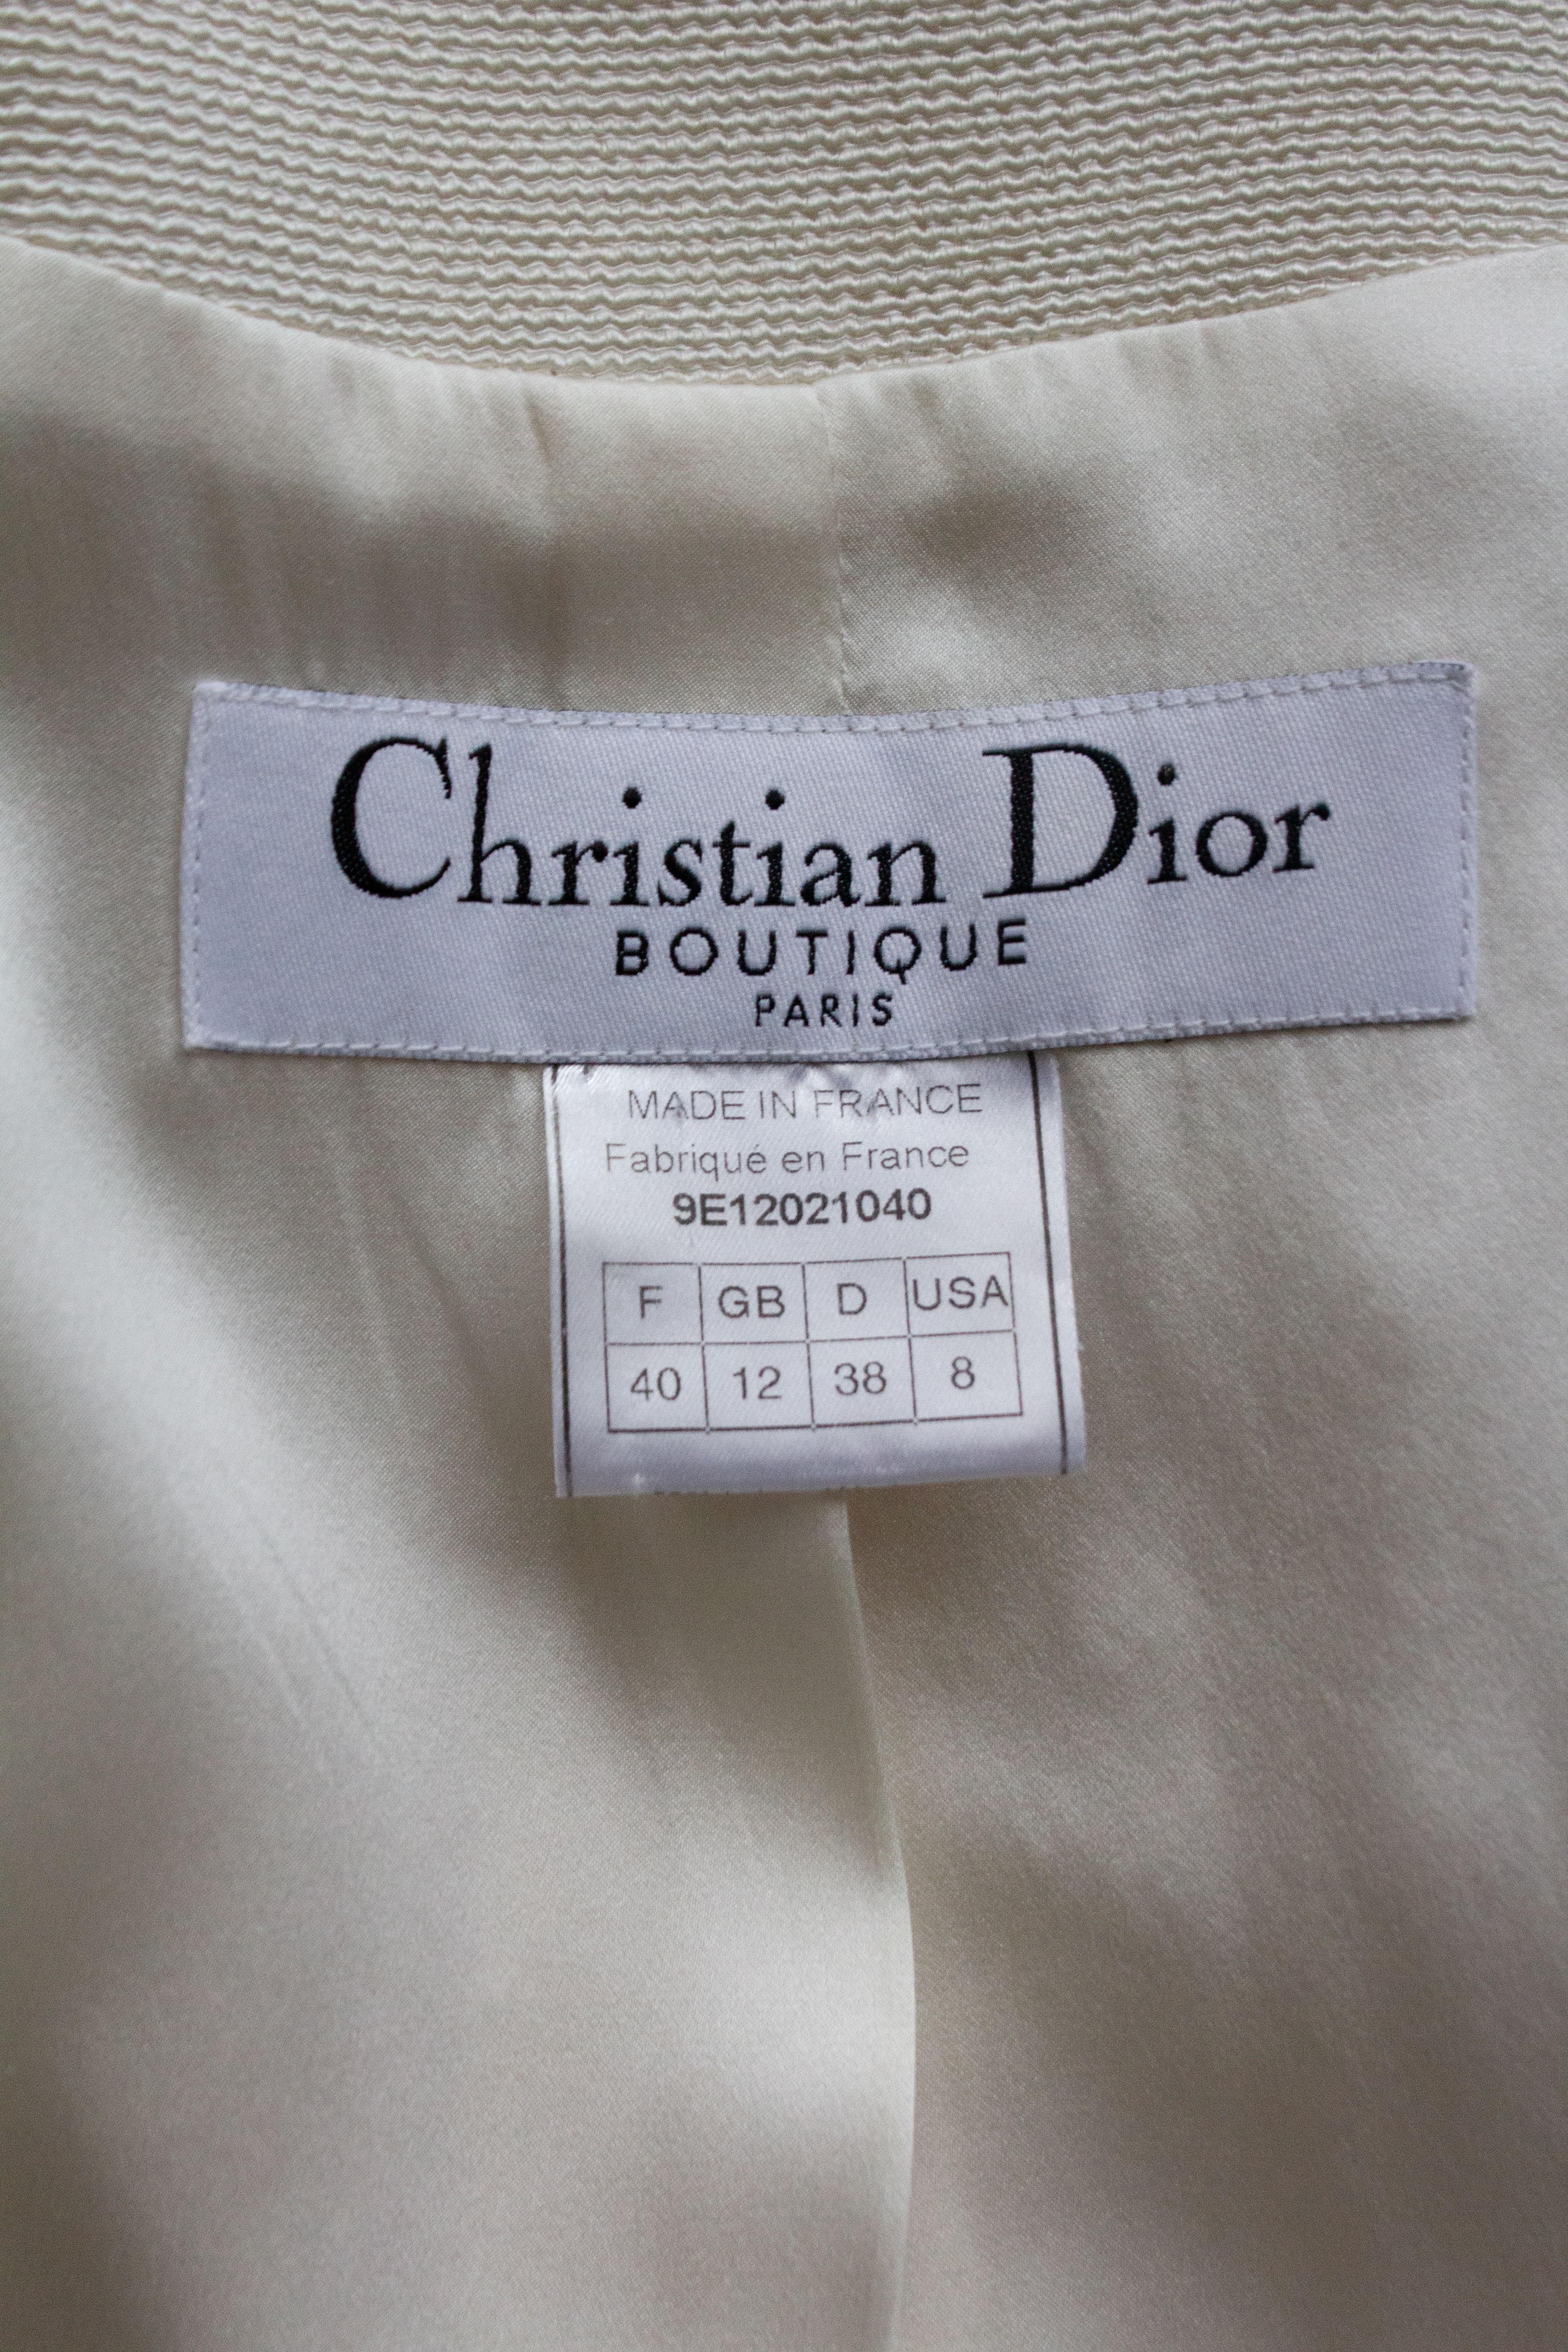 Christian Dior
BOUTIQUE
PARIS
MADE IN FRANCE
Fabriqué en France
9E12021040
F GB D USA
40 12 38 8